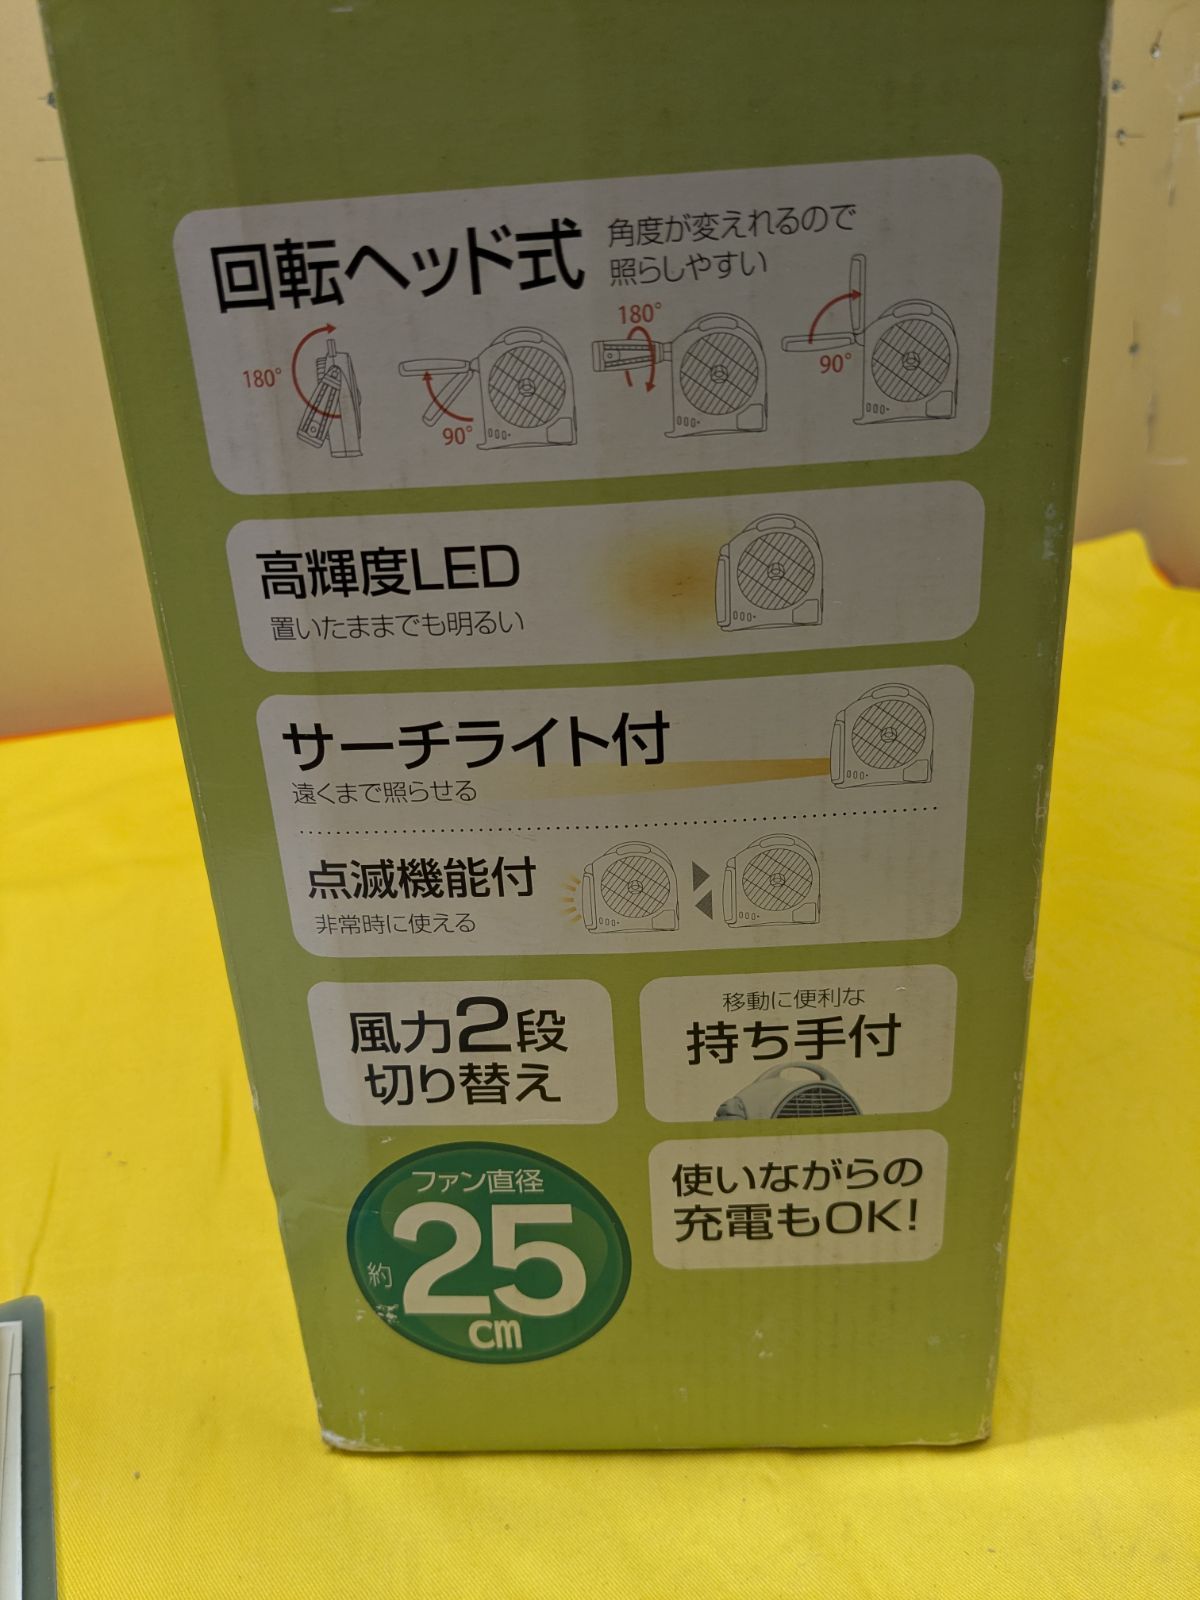 回転ヘッド式
角度が変えれるので
照らしやすい
180°
90°
180°
90°
高輝度LED
置いたままでも明るい
サーチライト付
遠くまで照らせる
点滅機能付
非常時に使える
風力2段
切り替え
移動に便利な
持ち手付
ファン直径
約25cm
使いながらの
充電もOK!